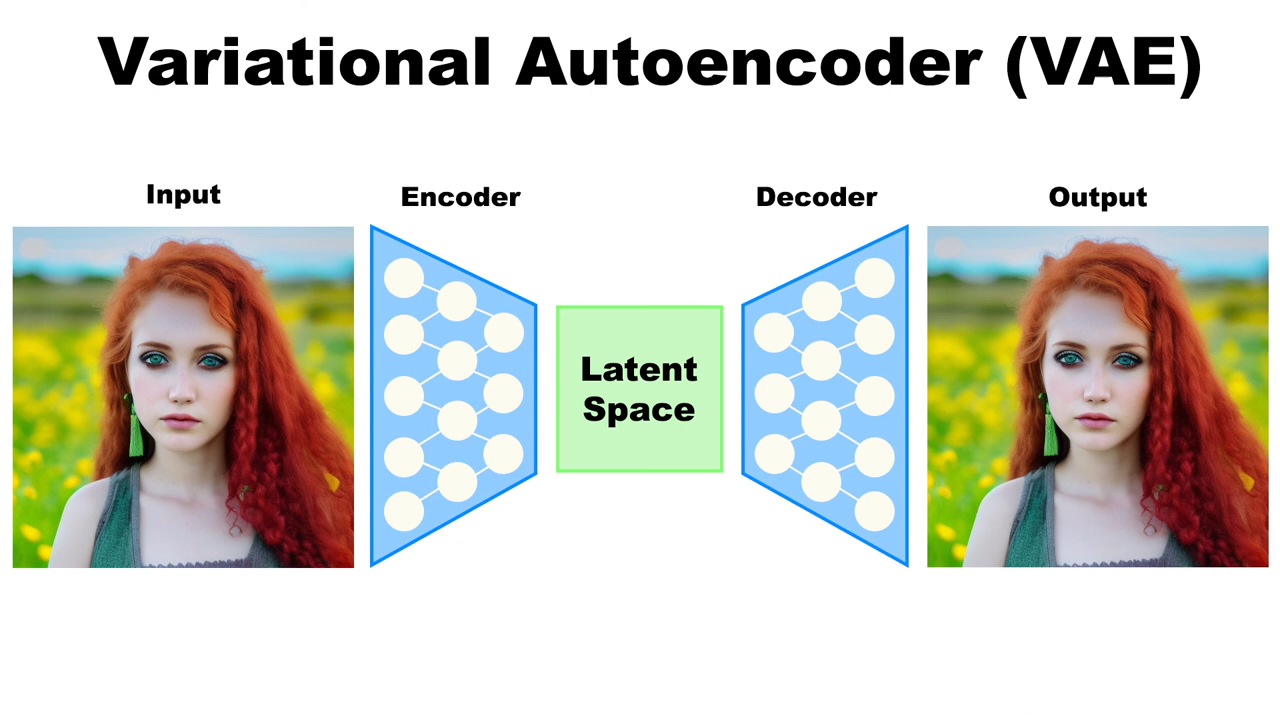 Variational Autoencoder (VAE)
Input
Encoder
Decoder
Output
Latent
Space